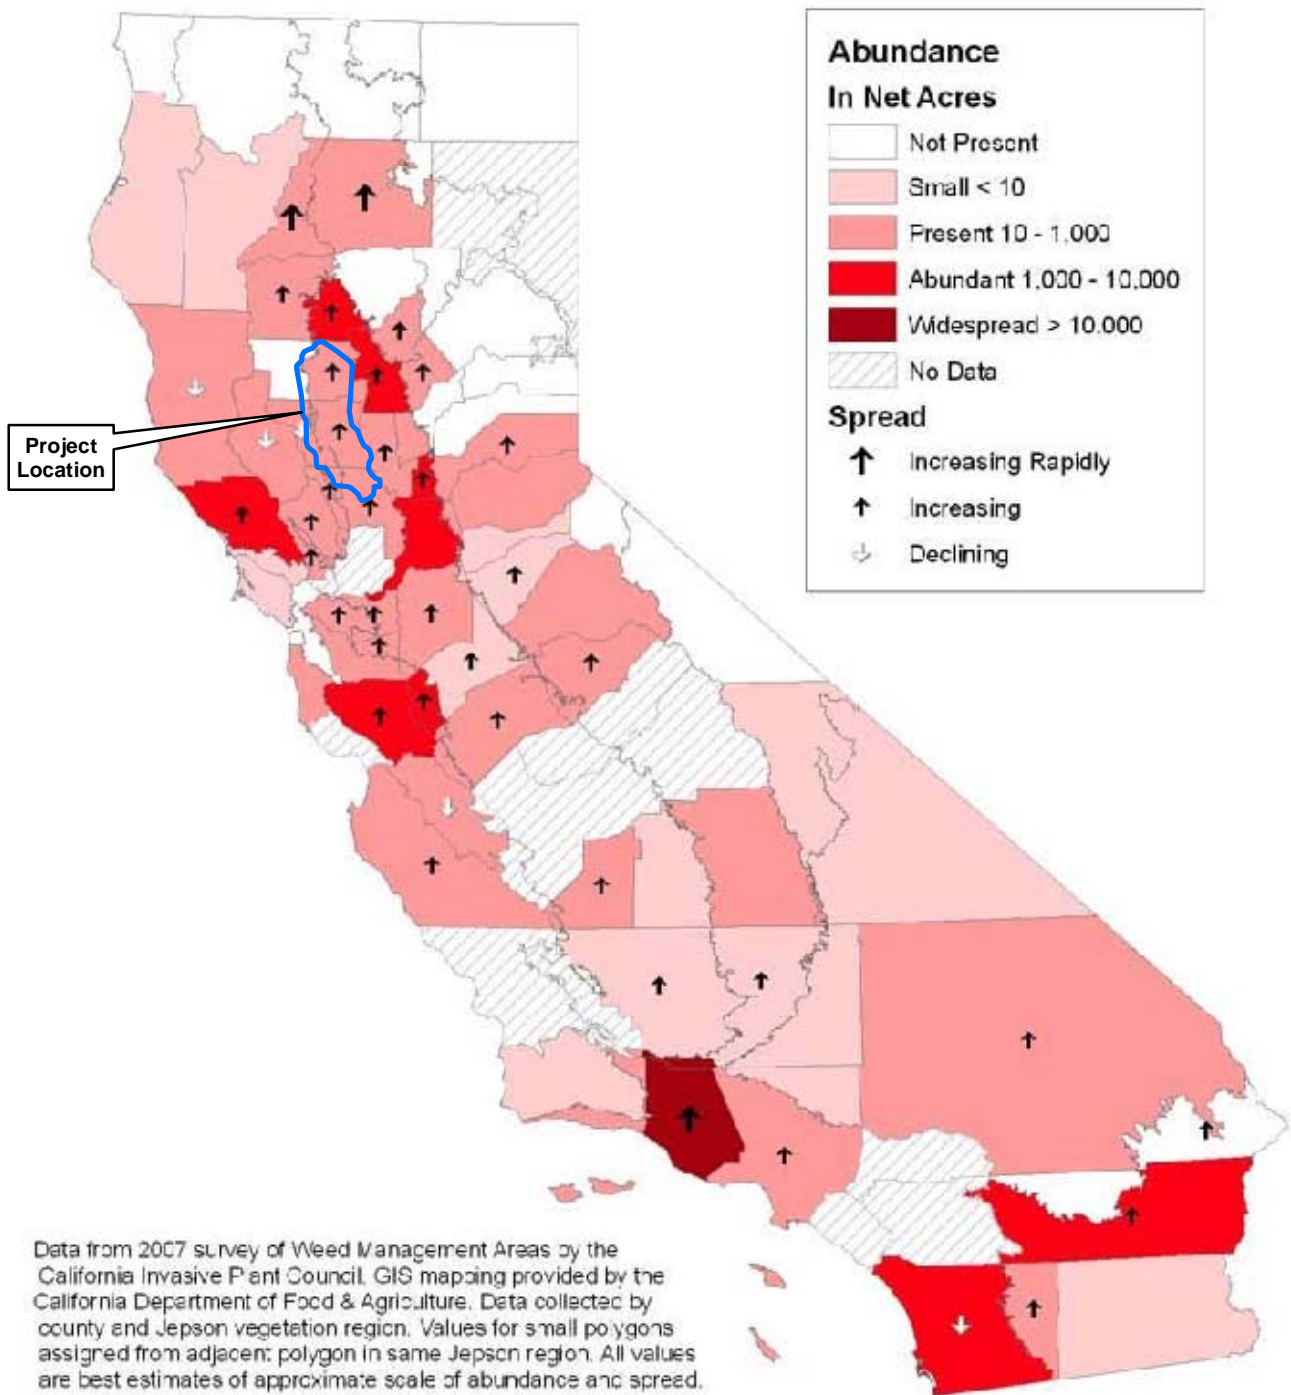 Abundance
In Net Acres
Not Present
Small < 10
Present 10 - 1,000
Abundant 1,000 - 10,000
Widespread > 10,000
No Data
Spread
Increasing Rapidly
Increasing
Declining
Project
Location
Data from 2007 survey of Weed Management Areas by the
California Invasive Plant Council. GIS mapping provided by the
California Department of Food & Agriculture. Data collected by
county and Jepson vegetation region. Values for small polygons
assigned from adjacent polygon in same Jepson region. All values
are best estimates of approximate scale of abundance and spread.